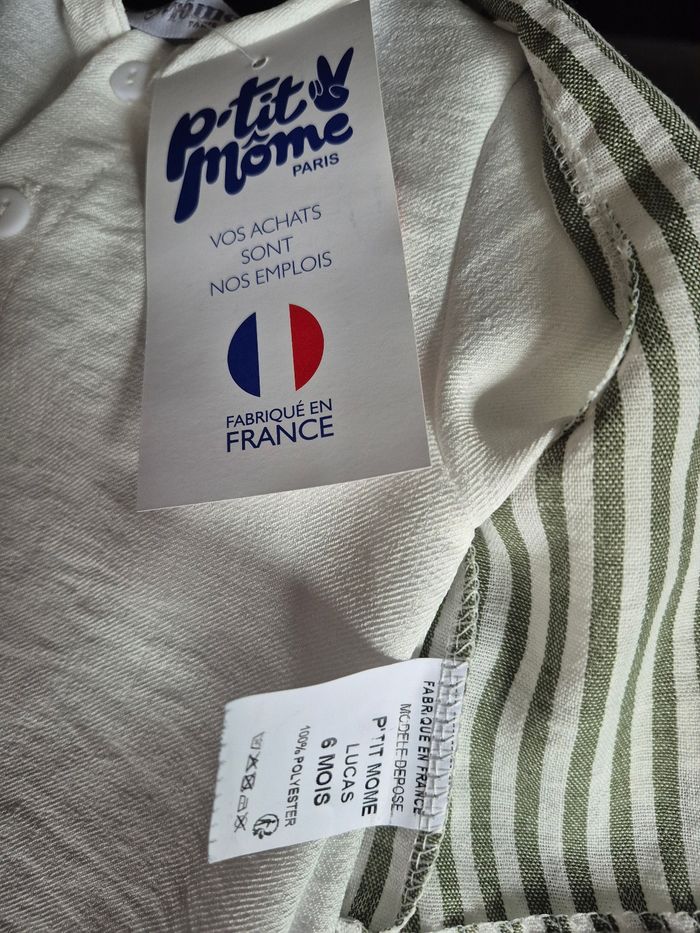 P'tit
Môme
PARIS
VOS ACHATS
SONT
NOS EMPLOIS
FABRIQUÉ EN
FRANCE
FABRIQUE EN FRANCE
MODELE DEPOSE
P'TIT MOME
LUCAS
6 MOIS
100% POLYESTER